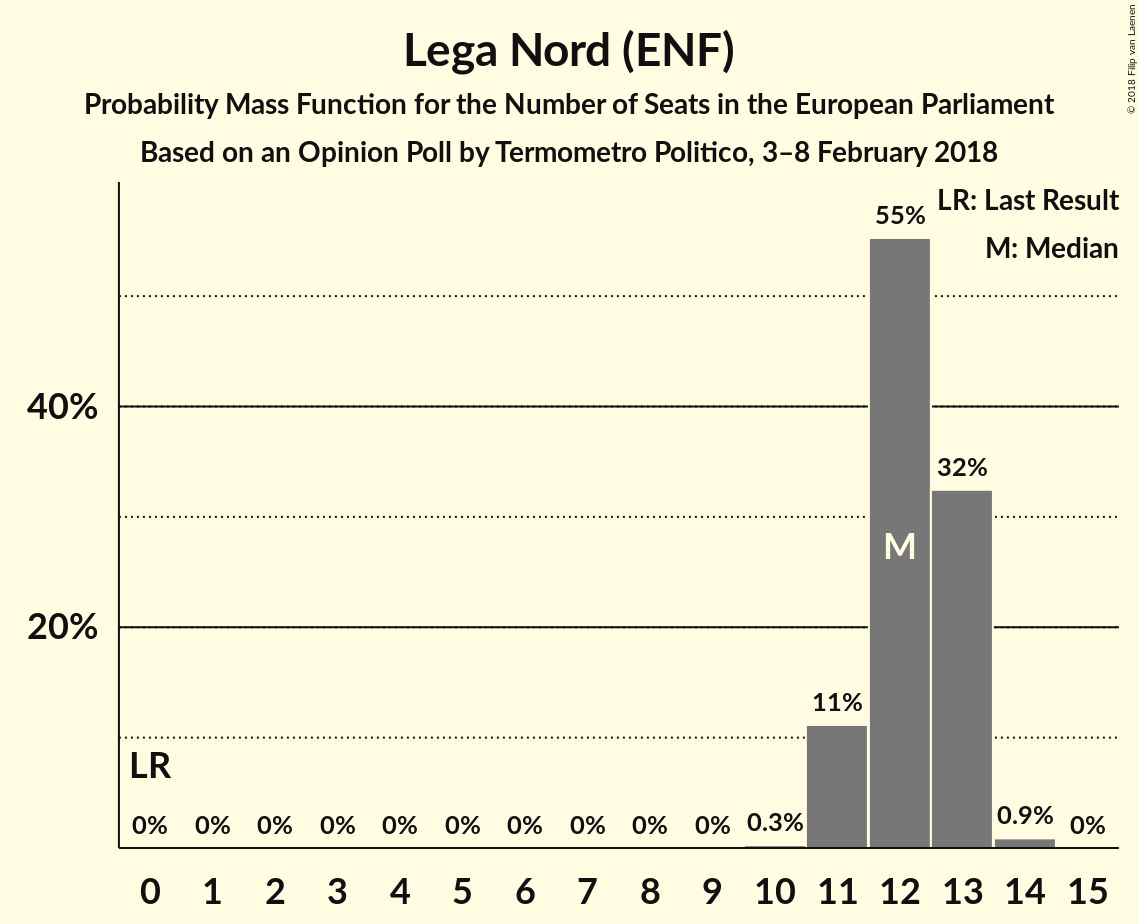 Lega Nord (ENF)
Probability Mass Function for the Number of Seats in the European Parliament
Based on an Opinion Poll by Termometro Politico, 3–8 February 2018
© 2018 Filip van Laenen
LR: Last Result
M: Median
55%
40%
32%
M
20%
11%
LR
0% 0% 0% 0% 0% 0% 0% 0% 0% 0% 0.3% 0.9% 0%
0 1 2 3 4 5 6 7 8 9 10 11 12 13 14 15